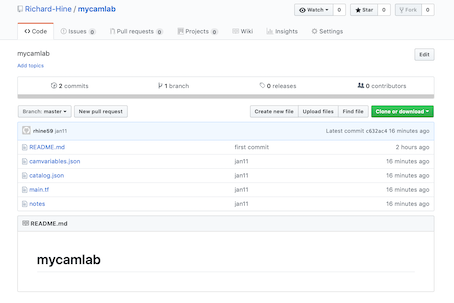 Richard-Hine / mycamlab
Watch 0 Star 0 Fork 0
Code Issues 0 Pull requests 0 Projects 0 Wiki Insights Settings
mycamlab Edit
Add topics
2 commits 1 branch 0 releases 0 contributors
Branch: master New pull request Create new file Upload files Find file Clone or download
rhine59 jan11 Latest commit c632ac4 16 minutes ago
README.md first commit 2 hours ago
camvariables.json jan11 16 minutes ago
catalog.json jan11 16 minutes ago
main.tf jan11 16 minutes ago
notes jan11 16 minutes ago
README.md
mycamlab